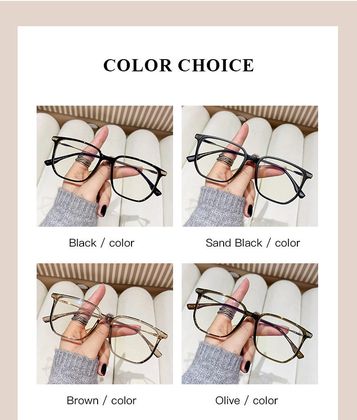 COLOR CHOICE
Black / color
Sand Black / color
Brown / color
Olive / color